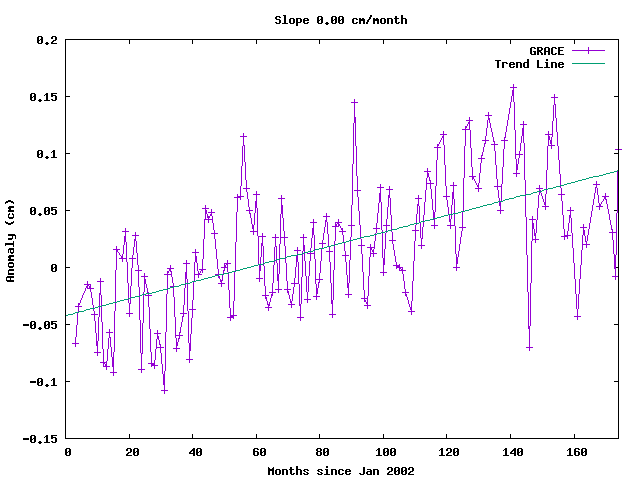 Slope 0.00 cm/month
GRACE
Trend Line
0.2
0.15
0.1
0.05
0
-0.05
-0.1
-0.15
Anomaly (cm)
0 20 40 60 80 100 120 140 160
Months since Jan 2002